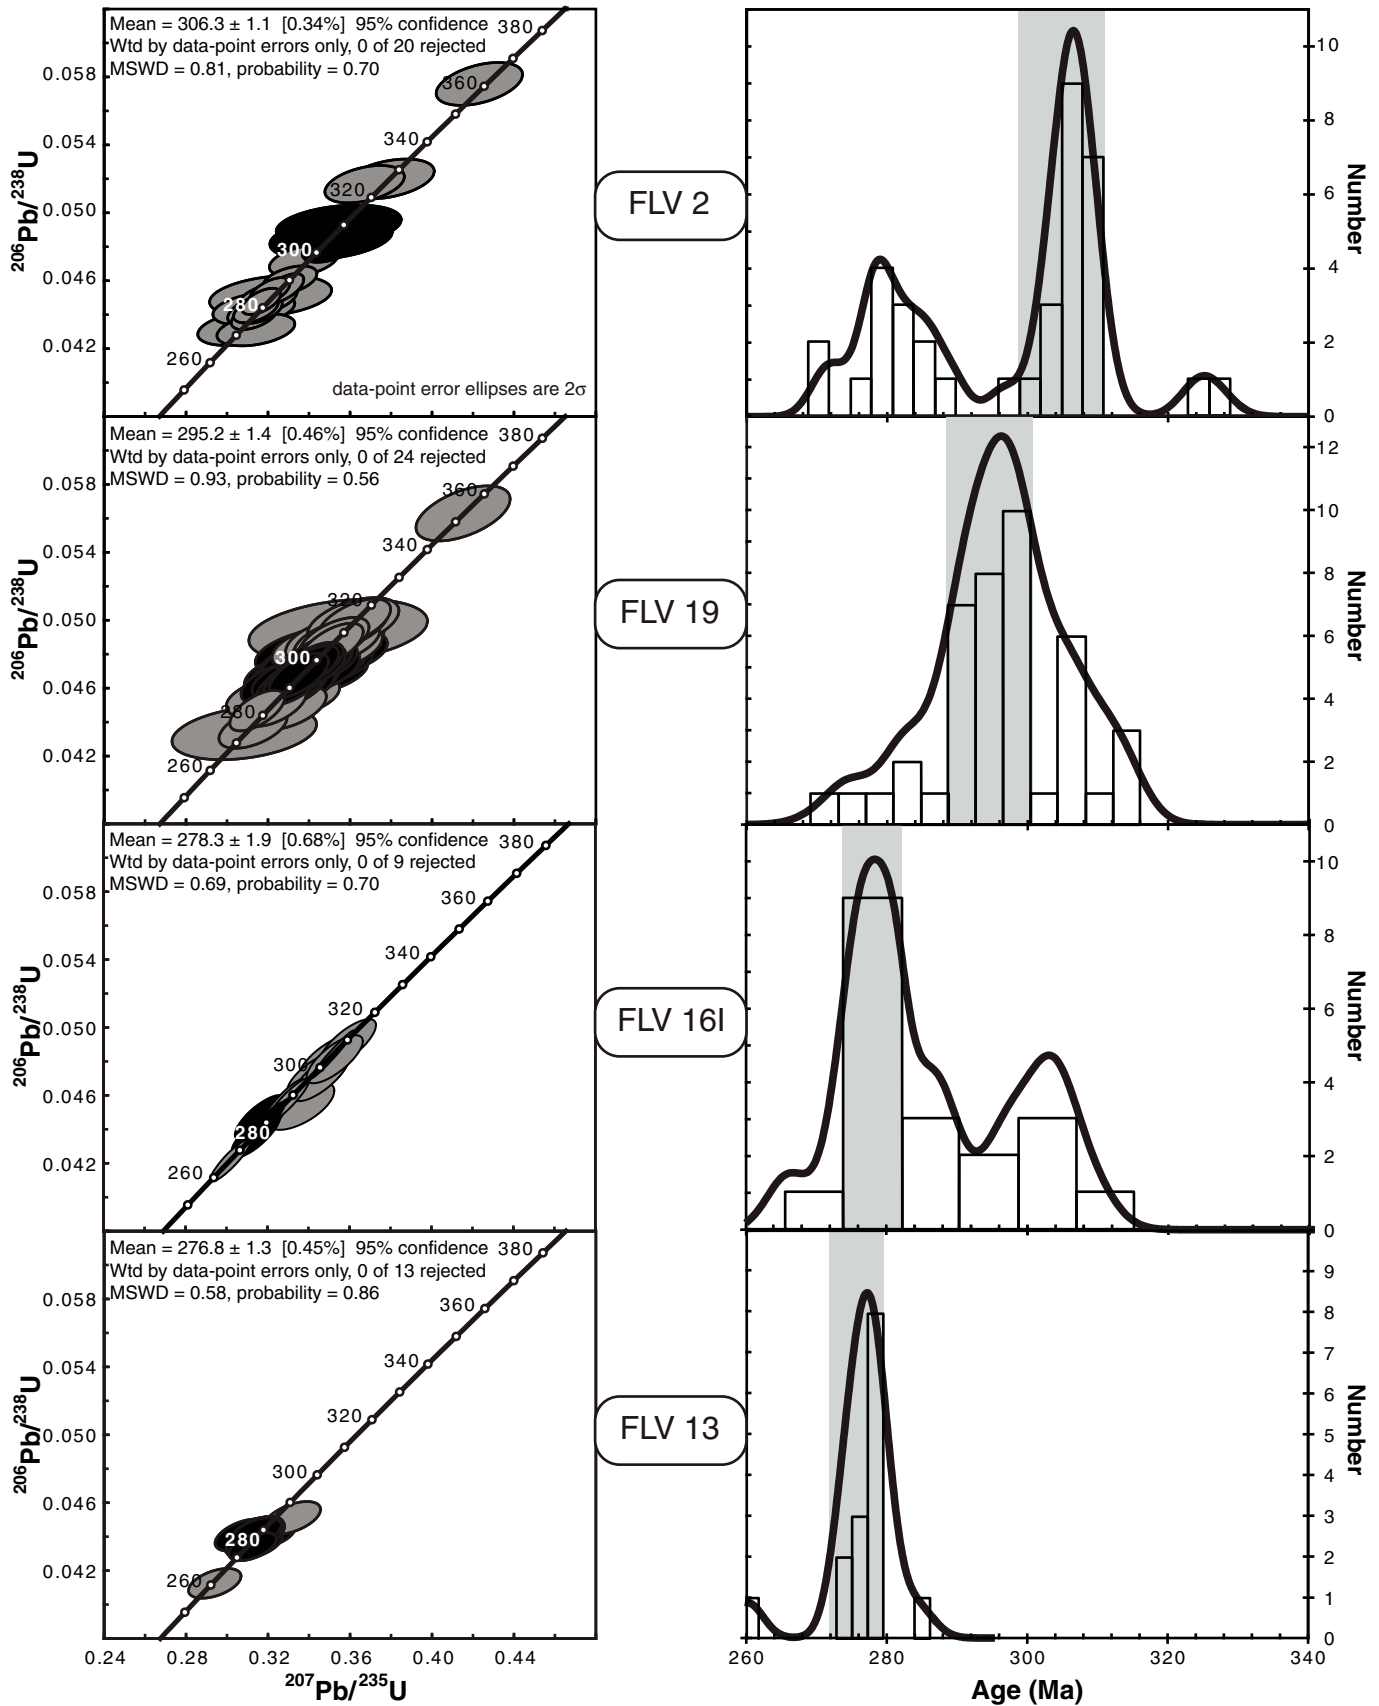 Mean = 306.3 ± 1.1 [0.34%] 95% confidence
Wtd by data-point errors only, 0 of 20 rejected
MSWD = 0.81, probability = 0.70
380
360
340
320
300
280
260
0.058
0.054
0.050
0.046
0.042
206Pb/238U
data-point error ellipses are 2σ
FLV 2
10
8
6
4
2
0
Number
Mean = 295.2 ± 1.4 [0.46%] 95% confidence
Wtd by data-point errors only, 0 of 24 rejected
MSWD = 0.93, probability = 0.56
380
360
340
320
300
280
260
0.058
0.054
0.050
0.046
0.042
206Pb/238U
FLV 19
12
10
8
6
4
2
0
Number
Mean = 278.3 ± 1.9 [0.68%] 95% confidence
Wtd by data-point errors only, 0 of 9 rejected
MSWD = 0.69, probability = 0.70
380
360
340
320
300
280
260
0.058
0.054
0.050
0.046
0.042
206Pb/238U
FLV 16I
10
8
6
4
2
0
Number
Mean = 276.8 ± 1.3 [0.45%] 95% confidence
Wtd by data-point errors only, 0 of 13 rejected
MSWD = 0.58, probability = 0.86
380
360
340
320
300
280
260
0.058
0.054
0.050
0.046
0.042
206Pb/238U
FLV 13
9
8
7
6
5
4
3
2
1
0
Number
0.24 0.28 0.32 0.36 0.40 0.44
207Pb/235U
260 280 300 320 340
Age (Ma)